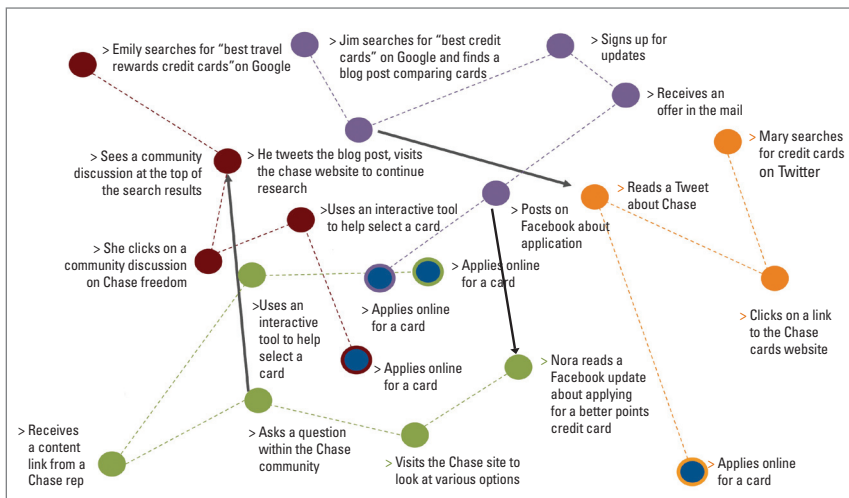 > Emily searches for “best travel
rewards credit cards”on Google
> Jim searches for “best credit
cards” on Google and finds a
blog post comparing cards
> Signs up for
updates
> Receives an
offer in the mail
> Mary searches
for credit cards
on Twitter
> Sees a community
discussion at the top of
the search results
> He tweets the blog post, visits
the chase website to continue
research
> Reads a Tweet
about Chase
>Uses an interactive tool
to help select a card
> Posts on
Facebook about
application
> She clicks on a
community discussion
on Chase freedom
> Applies online
for a card
> Applies online
for a card
>Uses an
interactive
tool to help
select a
card
> Clicks on a link
to the Chase
cards website
> Applies online
for a card
> Nora reads a
Facebook update
about applying
for a better points
credit card
> Receives
a content
link from a
Chase rep
> Asks a question
within the Chase
community
> Visits the Chase site to
look at various options
> Applies online
for a card